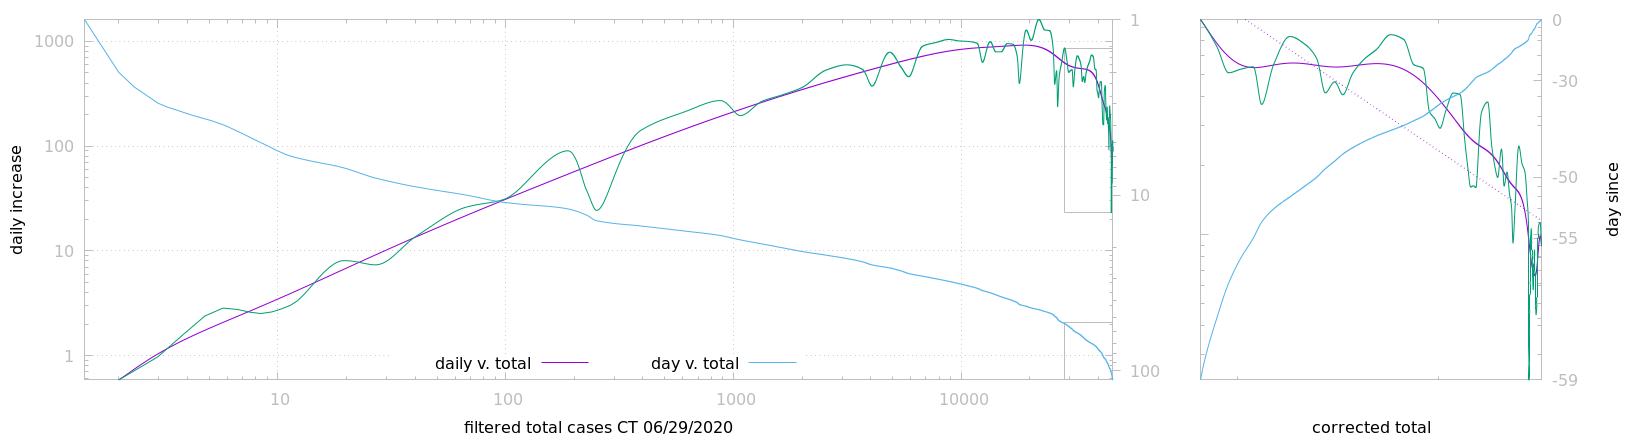 1000
100
10
1
daily increase
10
100
1000
10000
filtered total cases CT 06/29/2020
daily v. total
day v. total
1
10
100
0
-30
-50
-55
-59
day since
corrected total